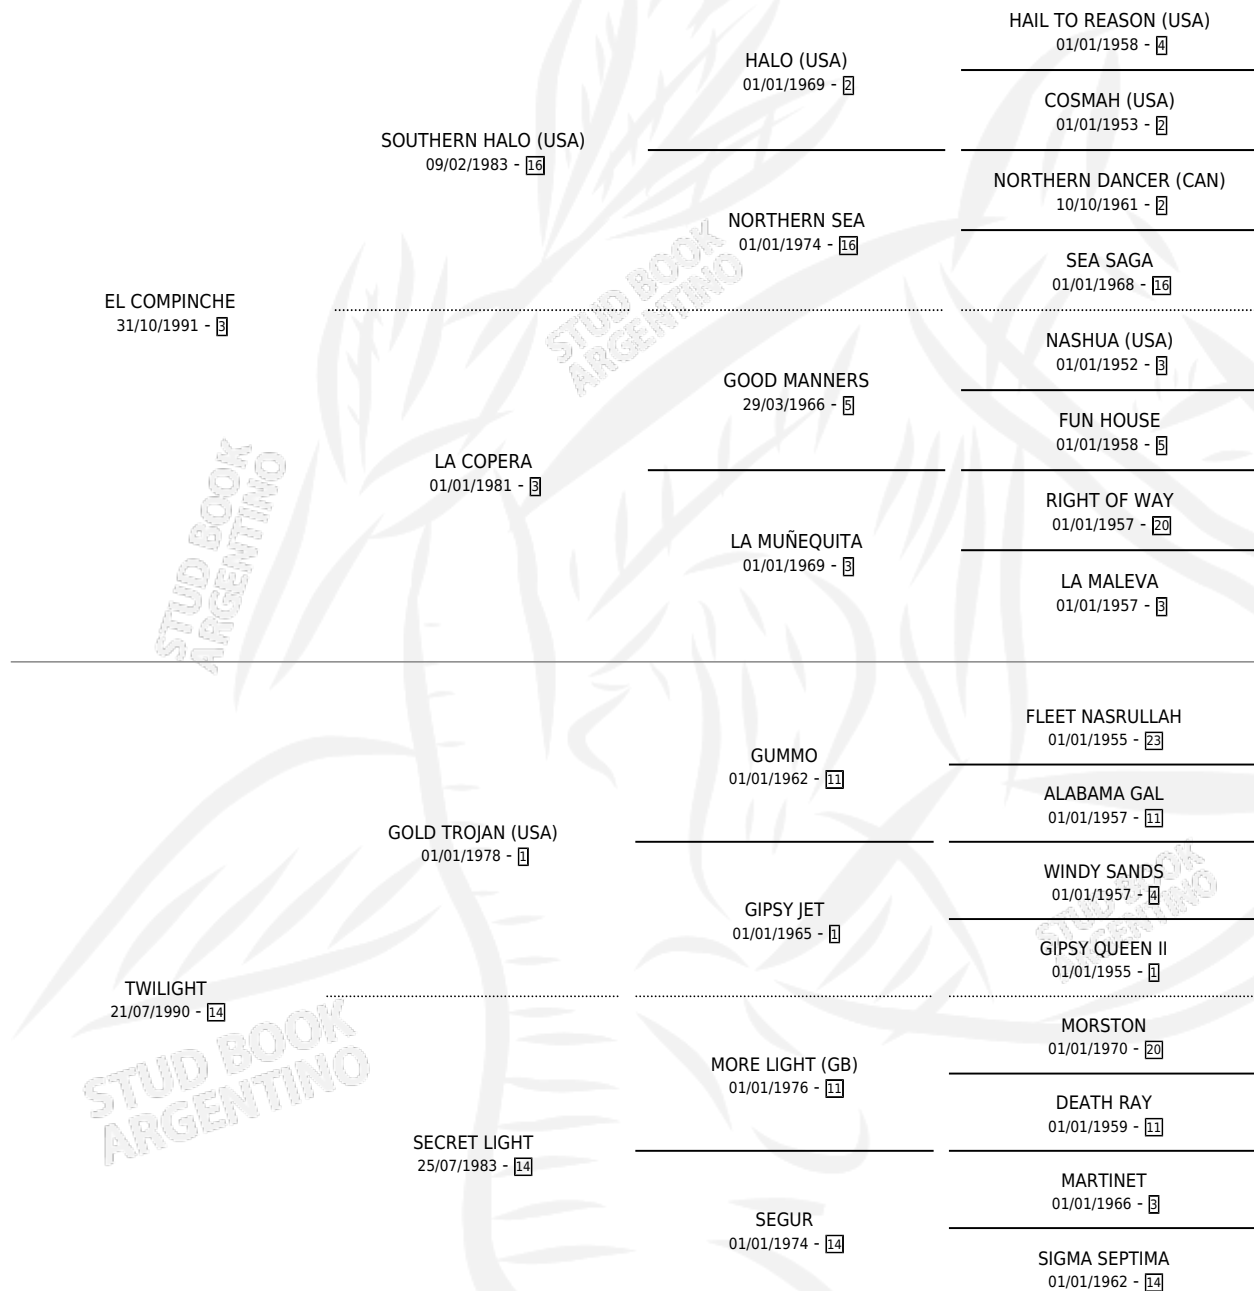 HAIL TO REASON (USA)
01/01/1958 - 4
HALO (USA)
01/01/1969 - 2
COSMAH (USA)
01/01/1953 - 2
SOUTHERN HALO (USA)
09/02/1983 - 16
NORTHERN DANCER (CAN)
10/10/1961 - 2
NORTHERN SEA
01/01/1974 - 16
SEA SAGA
01/01/1968 - 16
EL COMPINCHE
31/10/1991 - 3
NASHUA (USA)
01/01/1952 - 3
GOOD MANNERS
29/03/1966 - 5
FUN HOUSE
01/01/1958 - 5
LA COPERA
01/01/1981 - 3
RIGHT OF WAY
01/01/1957 - 20
LA MUÑEQUITA
01/01/1969 - 3
LA MALEVA
01/01/1957 - 3
FLEET NASRULLAH
01/01/1955 - 23
GUMMO
01/01/1962 - 11
ALABAMA GAL
01/01/1957 - 11
GOLD TROJAN (USA)
01/01/1978 - 1
WINDY SANDS
01/01/1957 - 4
GIPSY JET
01/01/1965 - 1
GIPSY QUEEN II
01/01/1955 - 1
TWILIGHT
21/07/1990 - 14
MORSTON
01/01/1970 - 20
MORE LIGHT (GB)
01/01/1976 - 11
DEATH RAY
01/01/1959 - 11
SECRET LIGHT
25/07/1983 - 14
MARTINET
01/01/1966 - 3
SEGUR
01/01/1974 - 14
SIGMA SEPTIMA
01/01/1962 - 14
STUD BOOK
ARGENTINO
STUD BOOK
ARGENTINO
STUD BOOK
ARGENTINO
STUD BOOK
ARGENTINO